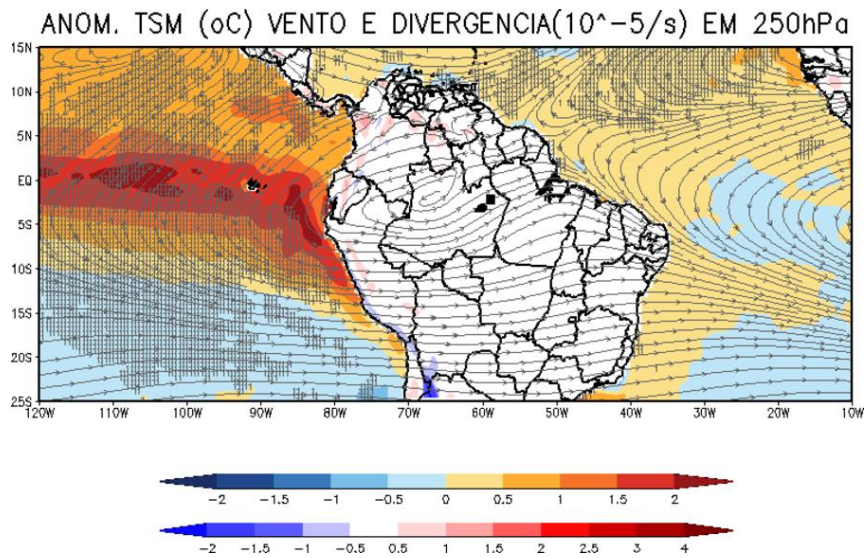 ANOM. TSM (oC) VENTO E DIVERGENCIA(10^-5/s) EM 250hPa
15N
10N
5N
EQ
5S
10S
15S
20S
25S
120W 110W 100W 90W 80W 70W 60W 50W 40W 30W 20W 10W
-2 -1.5 -1 -0.5 0 0.5 1 1.5 2
-2 -1.5 -1 -0.5 0.5 1 1.5 2 2.5 3 4